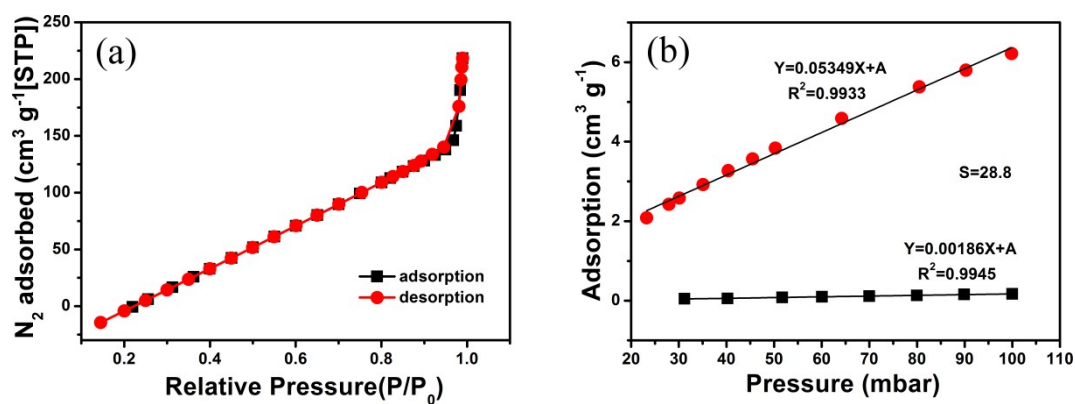 (a)
N2 adsorbed (cm3 g-1[STP])
250
200
150
100
50
0
-50
0.2 0.4 0.6 0.8 1.0
Relative Pressure(P/P0)
adsorption
desorption
(b)
Adsorption (cm3 g-1)
6
4
2
0
20 30 40 50 60 70 80 90 100 110
Pressure (mbar)
Y=0.05349X+A
R2=0.9933
S=28.8
Y=0.00186X+A
R2=0.9945